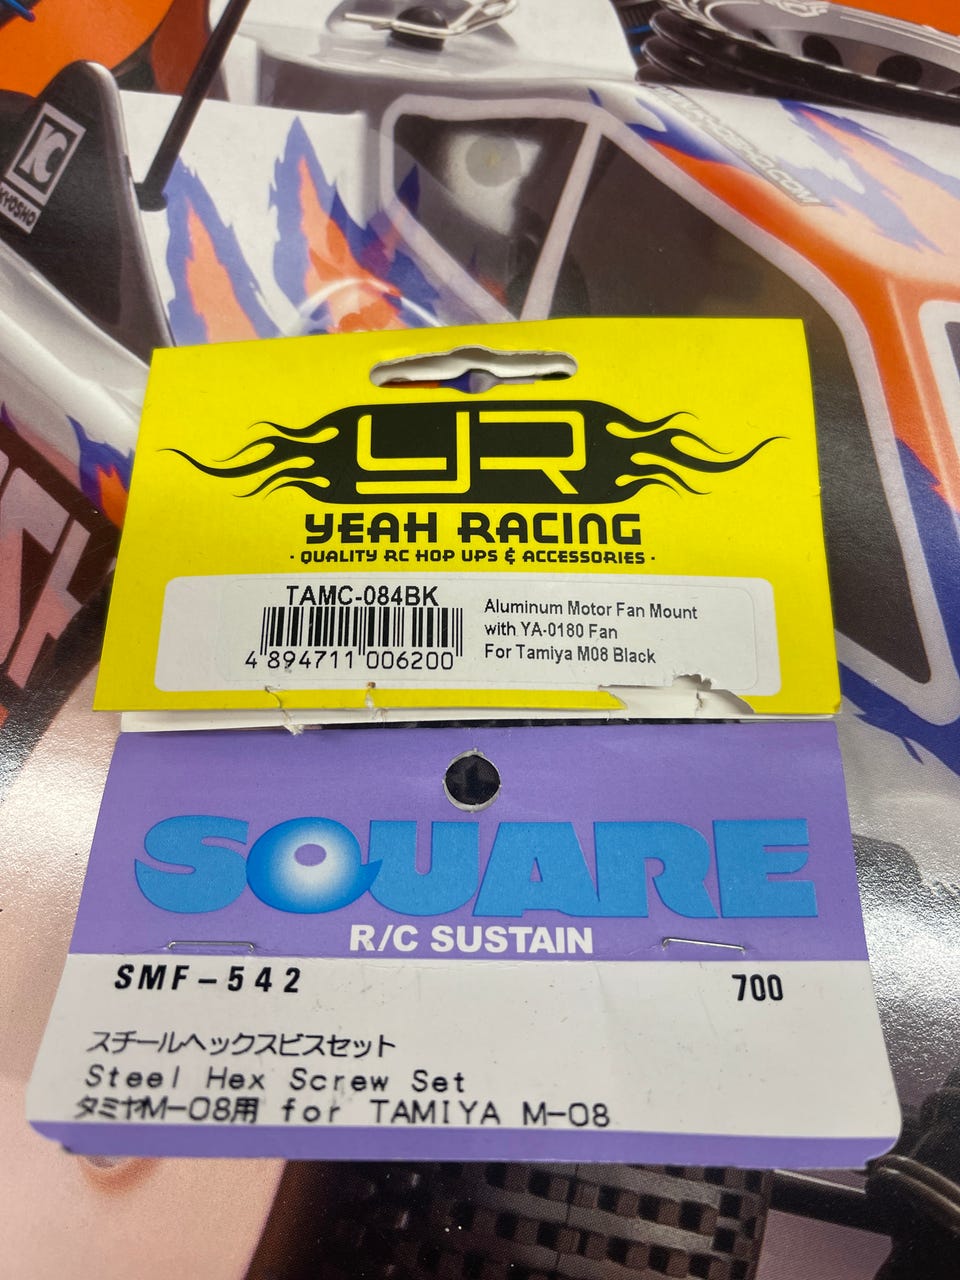 KYOSHO
YR
YEAH RACING
· QUALITY RC HOP UPS & ACCESSORIES ·
TAMC-084BK
4 894711 006200
Aluminum Motor Fan Mount
with YA-0180 Fan
For Tamiya M08 Black
SQUARE
R/C SUSTAIN
SMF-542
700
スチールヘックスビスセット
Steel Hex Screw Set
タミヤM-08用 for TAMIYA M-08